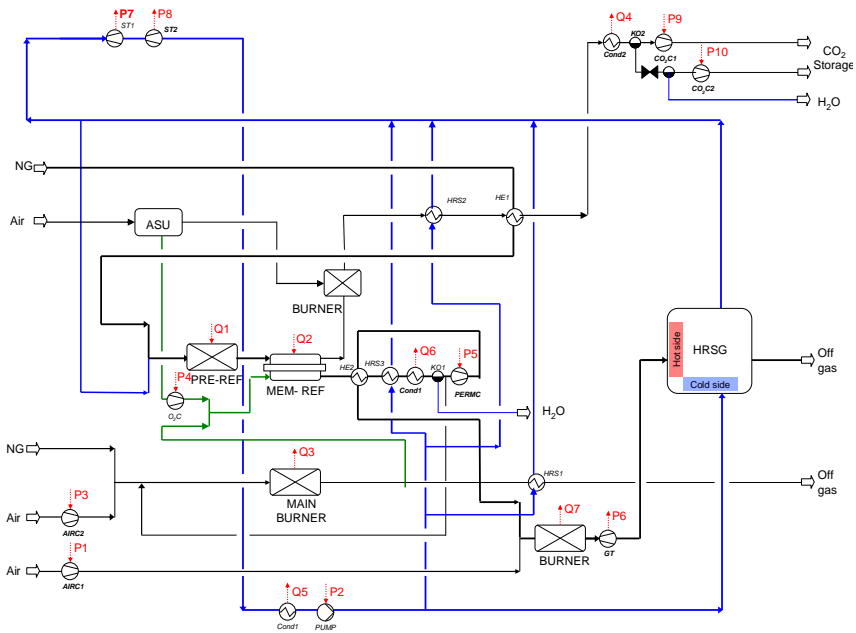 P7
P8
ST1
ST2
Q4
P9
KO2
P10
Cond2
CO2C1
CO2
Storage
CO2C2
H2O
NG
HE1
HRS2
Air
ASU
BURNER
HRSG
Hot side
Cold side
Off
gas
Q1
Q2
Q6
P5
PRE-REF
HE2
HRS3
KO1
P4
MEM- REF
Cond1
PERMC
O2C
H2O
NG
Q3
HRS1
Off
gas
MAIN
BURNER
P3
Air
AIRC2
Q7
P6
P1
BURNER
GT
Air
AIRC1
Q5
P2
Cond1
PUMP